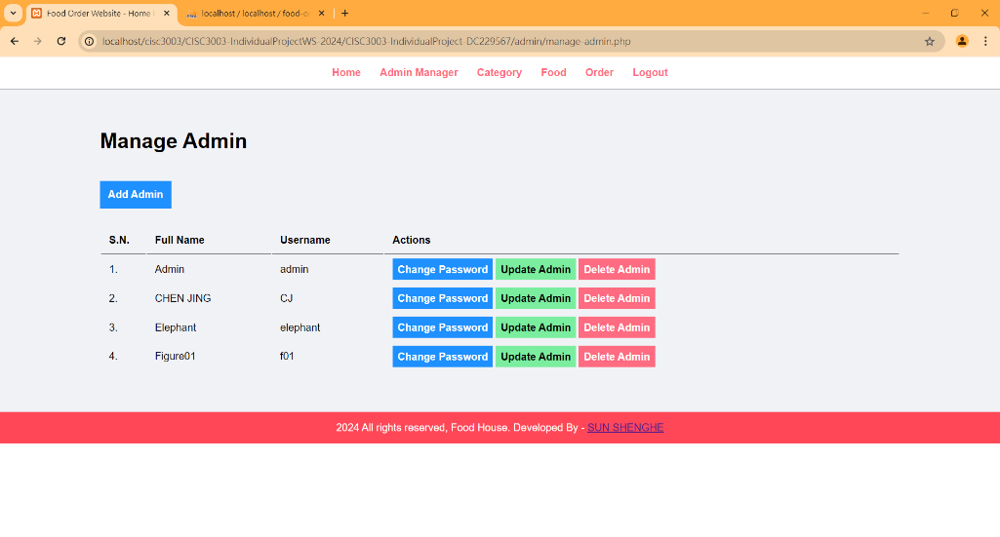 Food Order Website - Home
localhost / localhost / food-o
localhost/cisc3003/CISC3003-IndividualProjectWS-2024/CISC3003-IndividualProject-DC229567/admin/manage-admin.php
Home Admin Manager Category Food Order Logout
Manage Admin
Add Admin
S.N. Full Name Username Actions
1. Admin admin Change Password Update Admin Delete Admin
2. CHEN JING CJ Change Password Update Admin Delete Admin
3. Elephant elephant Change Password Update Admin Delete Admin
4. Figure01 f01 Change Password Update Admin Delete Admin
2024 All rights reserved, Food House. Developed By - SUN SHENGHE